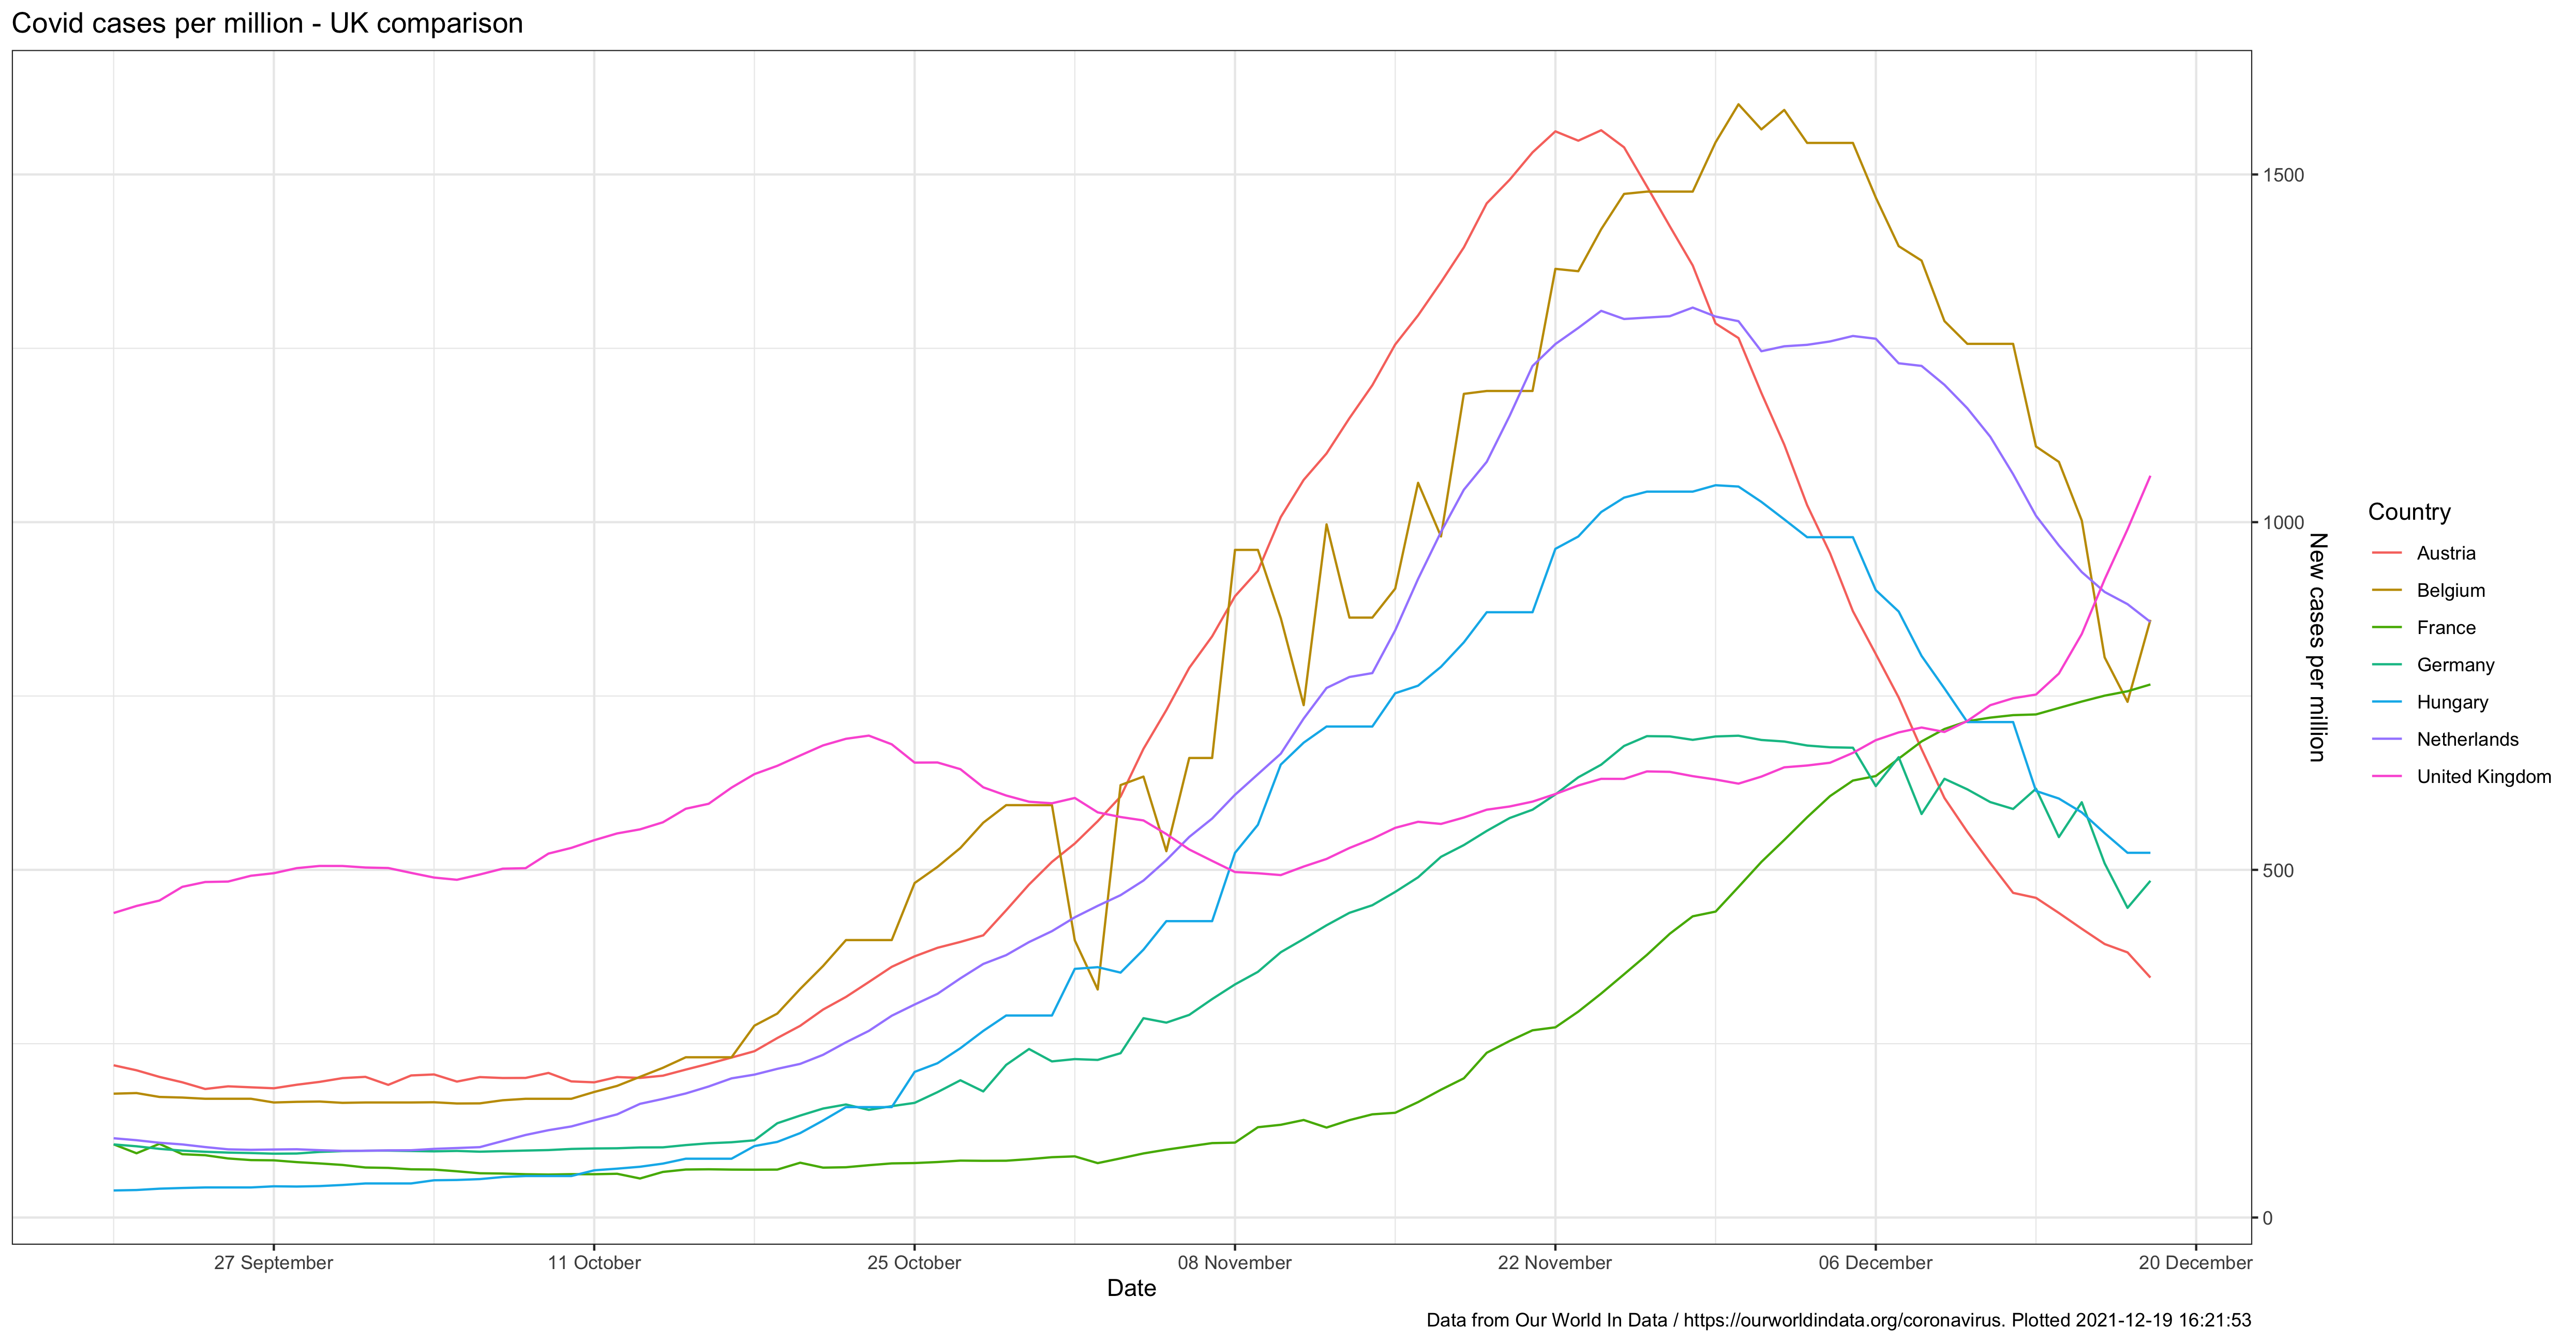 Covid cases per million - UK comparison
1500
1000
500
0
New cases per million
27 September
11 October
25 October
08 November
22 November
06 December
20 December
Date
Country
Austria
Belgium
France
Germany
Hungary
Netherlands
United Kingdom
Data from Our World In Data / https://ourworldindata.org/coronavirus. Plotted 2021-12-19 16:21:53